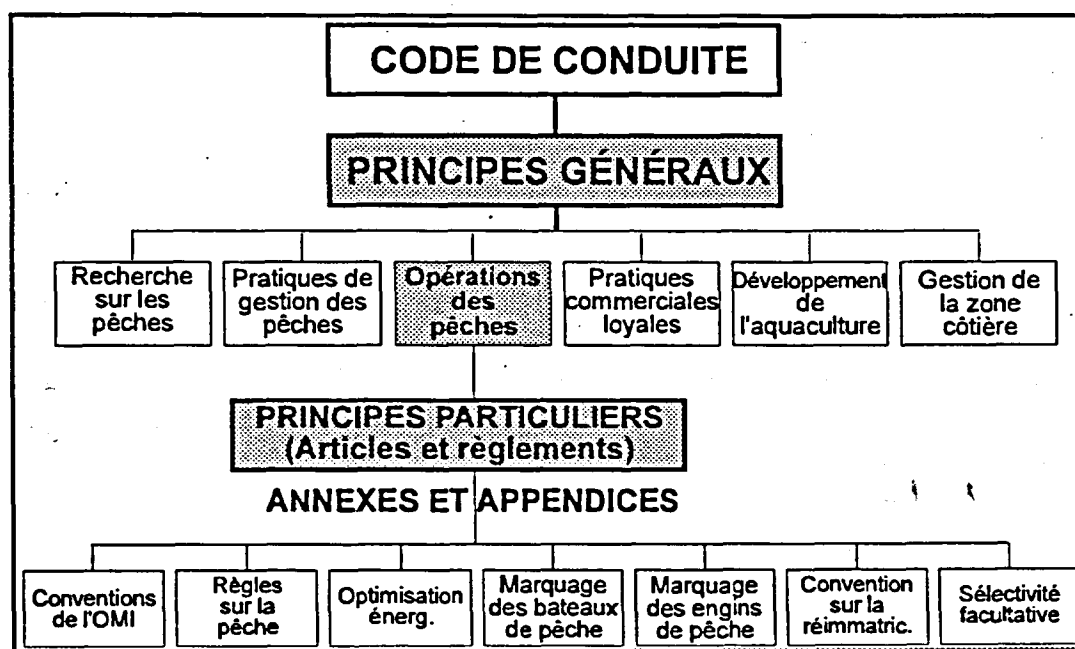 CODE DE CONDUITE
PRINCIPES GÉNÉRAUX
Recherche
sur les
pêches
Pratiques de
gestion des
pêches
Opérations
des
pêches
Pratiques
commerciales
loyales
Développement
de
l'aquaculture
Gestion de
la zone
côtière
PRINCIPES PARTICULIERS
(Articles et règlements)
ANNEXES ET APPENDICES
Conventions
de l'OMI
Règles
sur la
pêche
Optimisation
énerg.
Marquage
des bateaux
de pêche
Marquage
des engins
de pêche
Convention
sur la
réimmatric.
Sélectivité
facultative